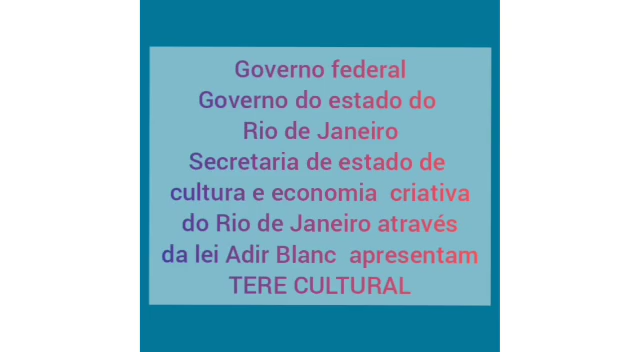 Governo federal
Governo do estado do
Rio de Janeiro
Secretaria de estado de
cultura e economia criativa
do Rio de Janeiro através
da lei Adir Blanc apresentam
TERE CULTURAL